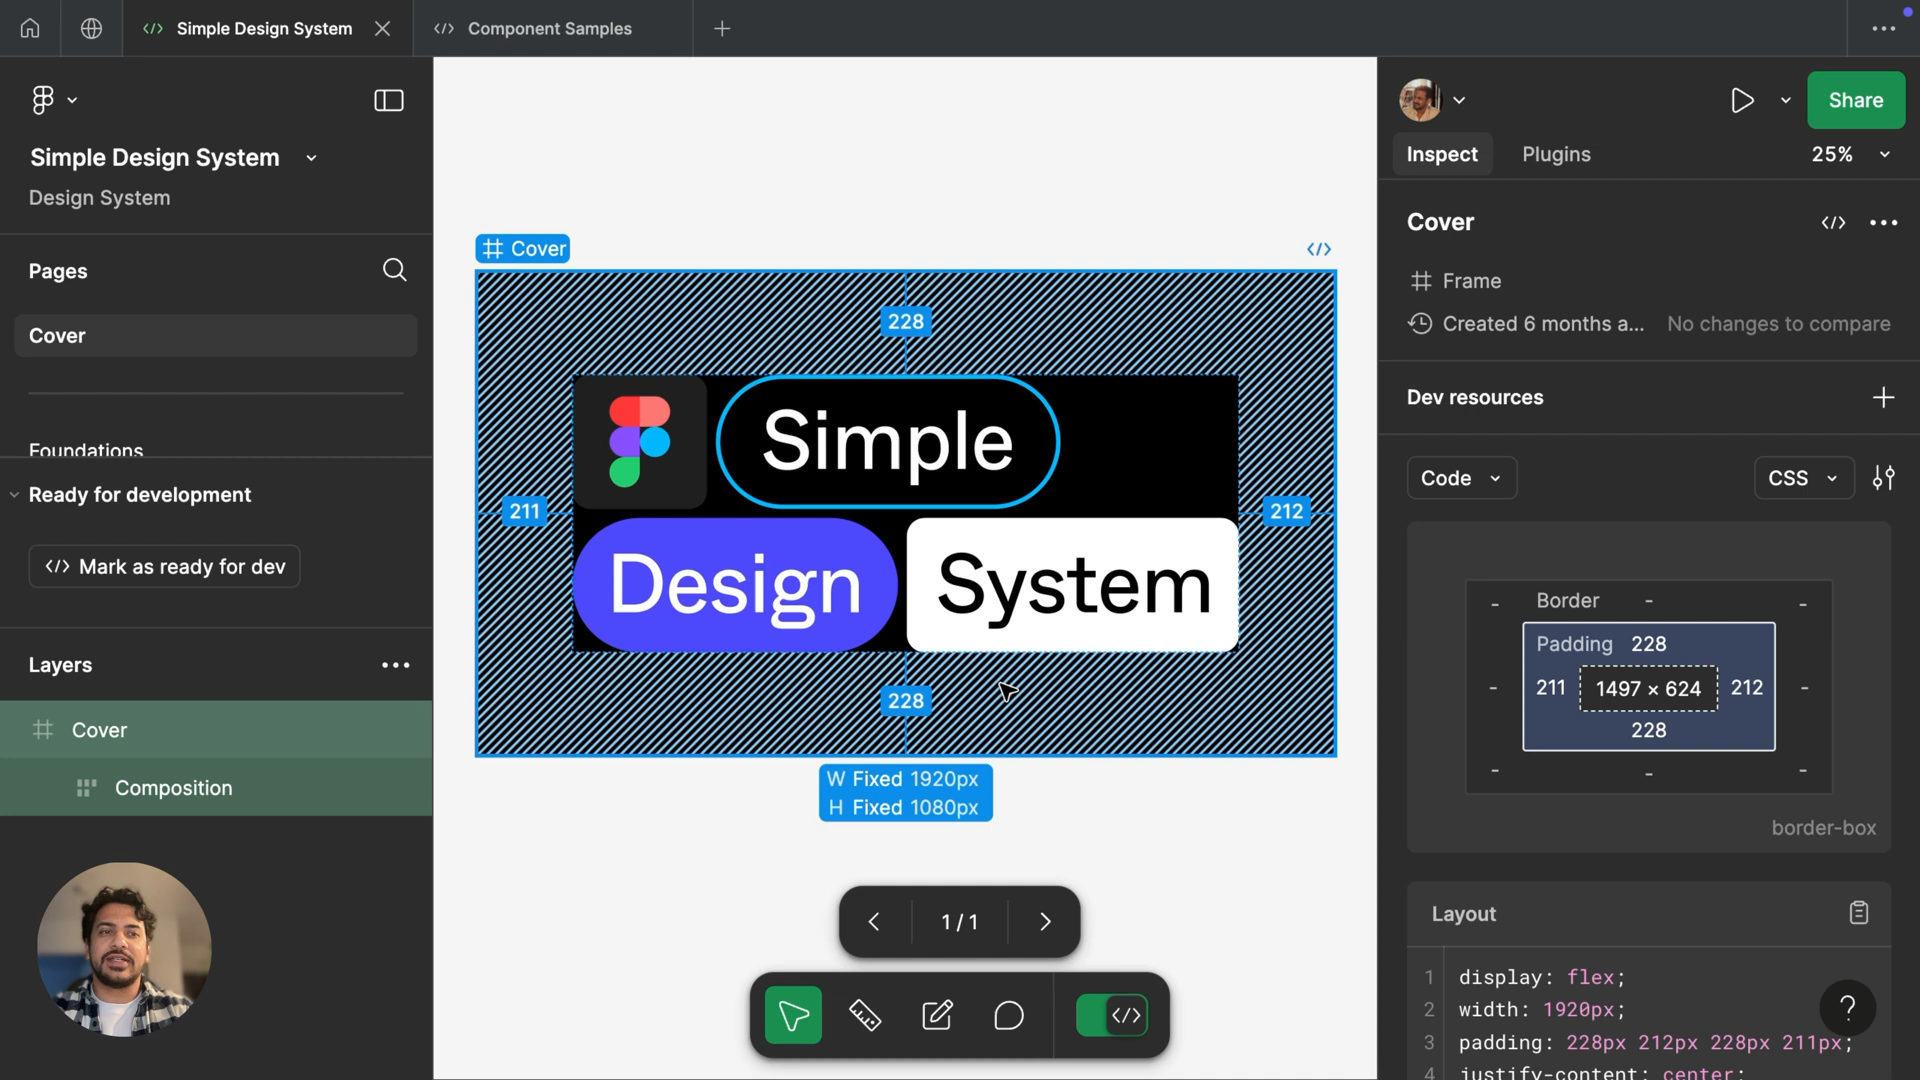 Simple Design System
Component Samples
Simple Design System
Design System
Pages
Cover
Foundations
Ready for development
Mark as ready for dev
Layers
Cover
Composition
Cover
228
Simple
211
212
Design
System
228
W Fixed 1920px
H Fixed 1080px
1 / 1
Share
Inspect
Plugins
25%
Cover
Frame
Created 6 months a...
No changes to compare
Dev resources
Code
CSS
Border
-
Padding 228
211
1497 × 624
212
228
border-box
Layout
1 display: flex;
2 width: 1920px;
3 padding: 228px 212px 228px 211px;
4 justify-content: center;
?